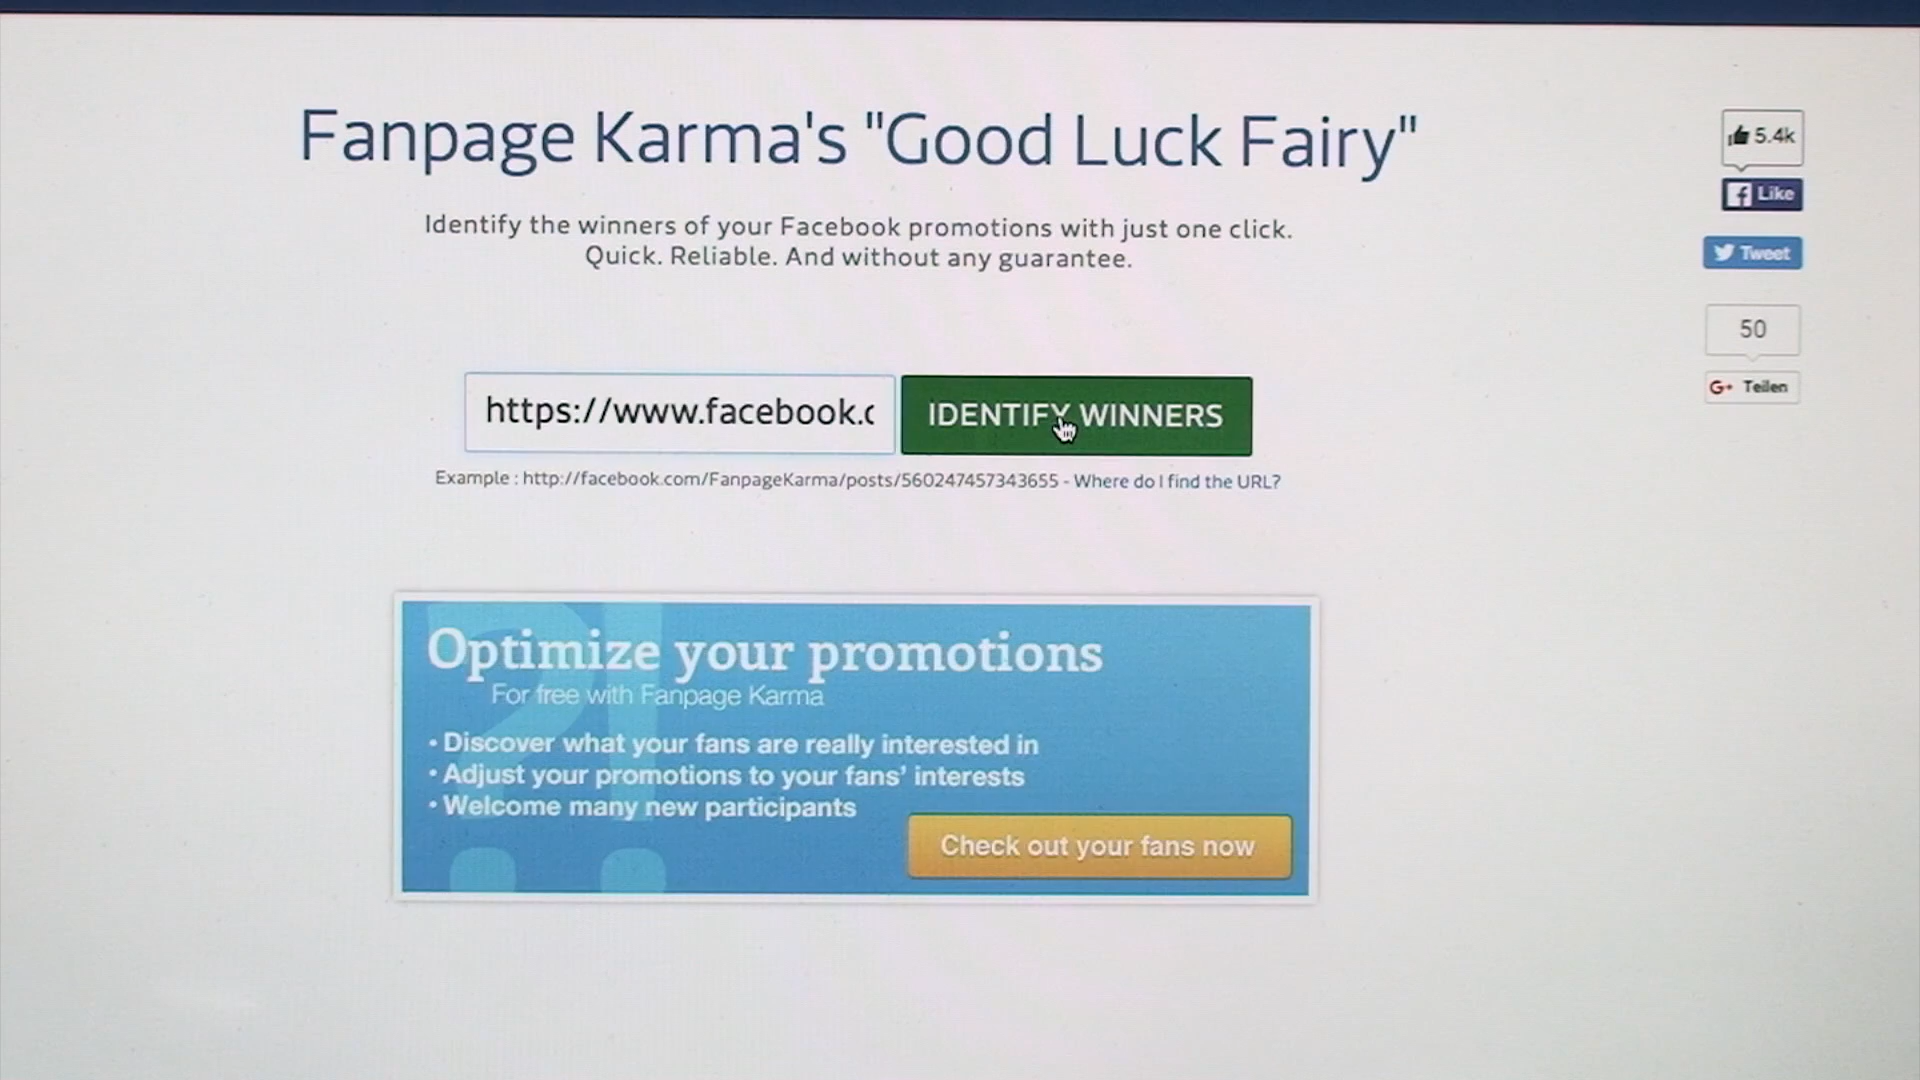 Fanpage Karma's "Good Luck Fairy"
Identify the winners of your Facebook promotions with just one click.
Quick. Reliable. And without any guarantee.
5.4k
Like
Tweet
50
G+ Teilen
https://www.facebook.c
IDENTIFY WINNERS
Example : http://facebook.com/FanpageKarma/posts/560247457343655 - Where do I find the URL?
?!
Optimize your promotions
For free with Fanpage Karma
• Discover what your fans are really interested in
• Adjust your promotions to your fans' interests
• Welcome many new participants
Check out your fans now